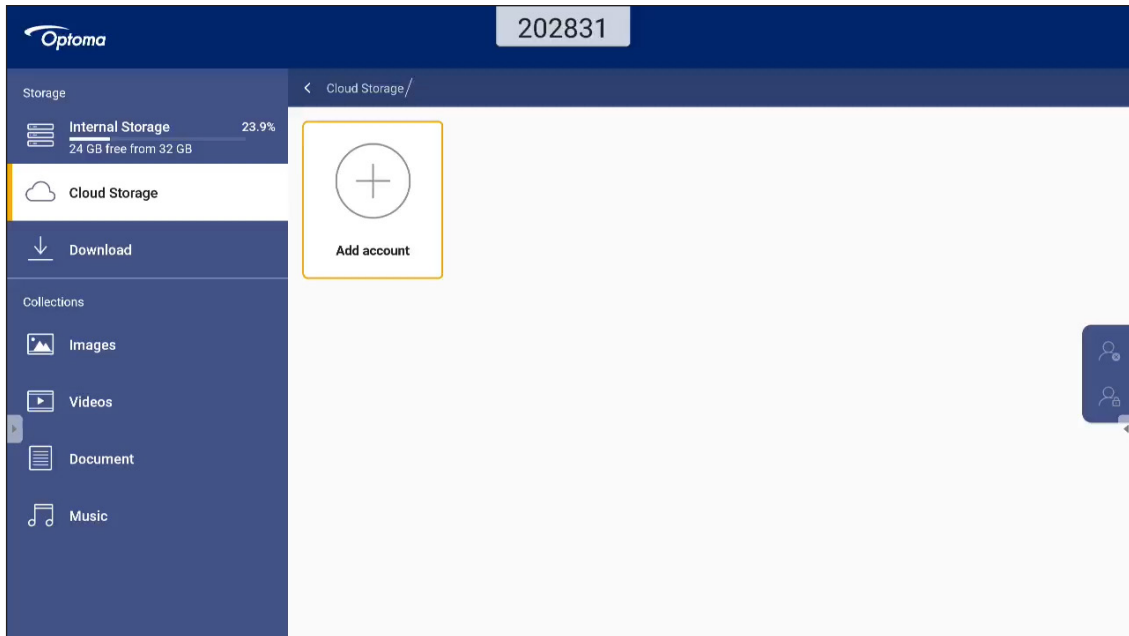 Optoma
202831
Storage
Cloud Storage/
Internal Storage 23.9%
24 GB free from 32 GB
Cloud Storage
Download
Add account
Collections
Images
Videos
Document
Music